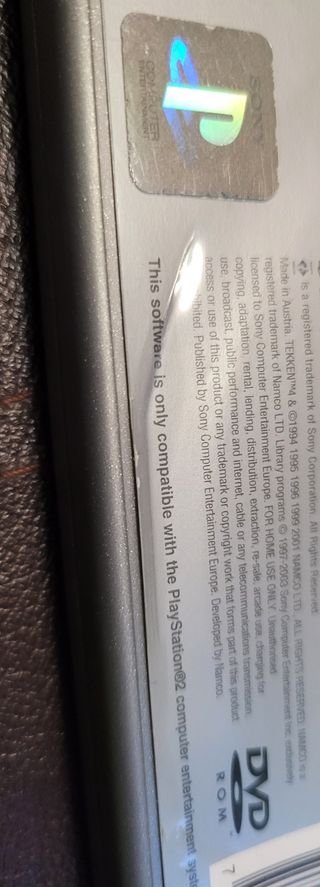 SONY
COMPUTER
ENTERTAINMENT
is a registered trademark of Sony Corporation. All Rights Reserved.
Made in Austria. TEKKEN™4 & ©1994 1995 1996 1999 2001 NAMCO LTD., ALL RIGHTS RESERVED. NAMCO is a
registered trademark of Namco LTD. Library programs © 1997-2003 Sony Computer Entertainment Inc. exclusively
licensed to Sony Computer Entertainment Europe. FOR HOME USE ONLY. Unauthorised
copying, adaptation, rental, lending, distribution, extraction, re-sale, arcade use, charging for
use, broadcast, public performance and internet, cable or any telecommunications transmission,
access or use of this product or any trademark or copyright work that forms part of this product
Published by Sony Computer Entertainment Europe. Developed by Namco.
This software is only compatible with the PlayStation®2 computer entertainment
DVD
ROM
7